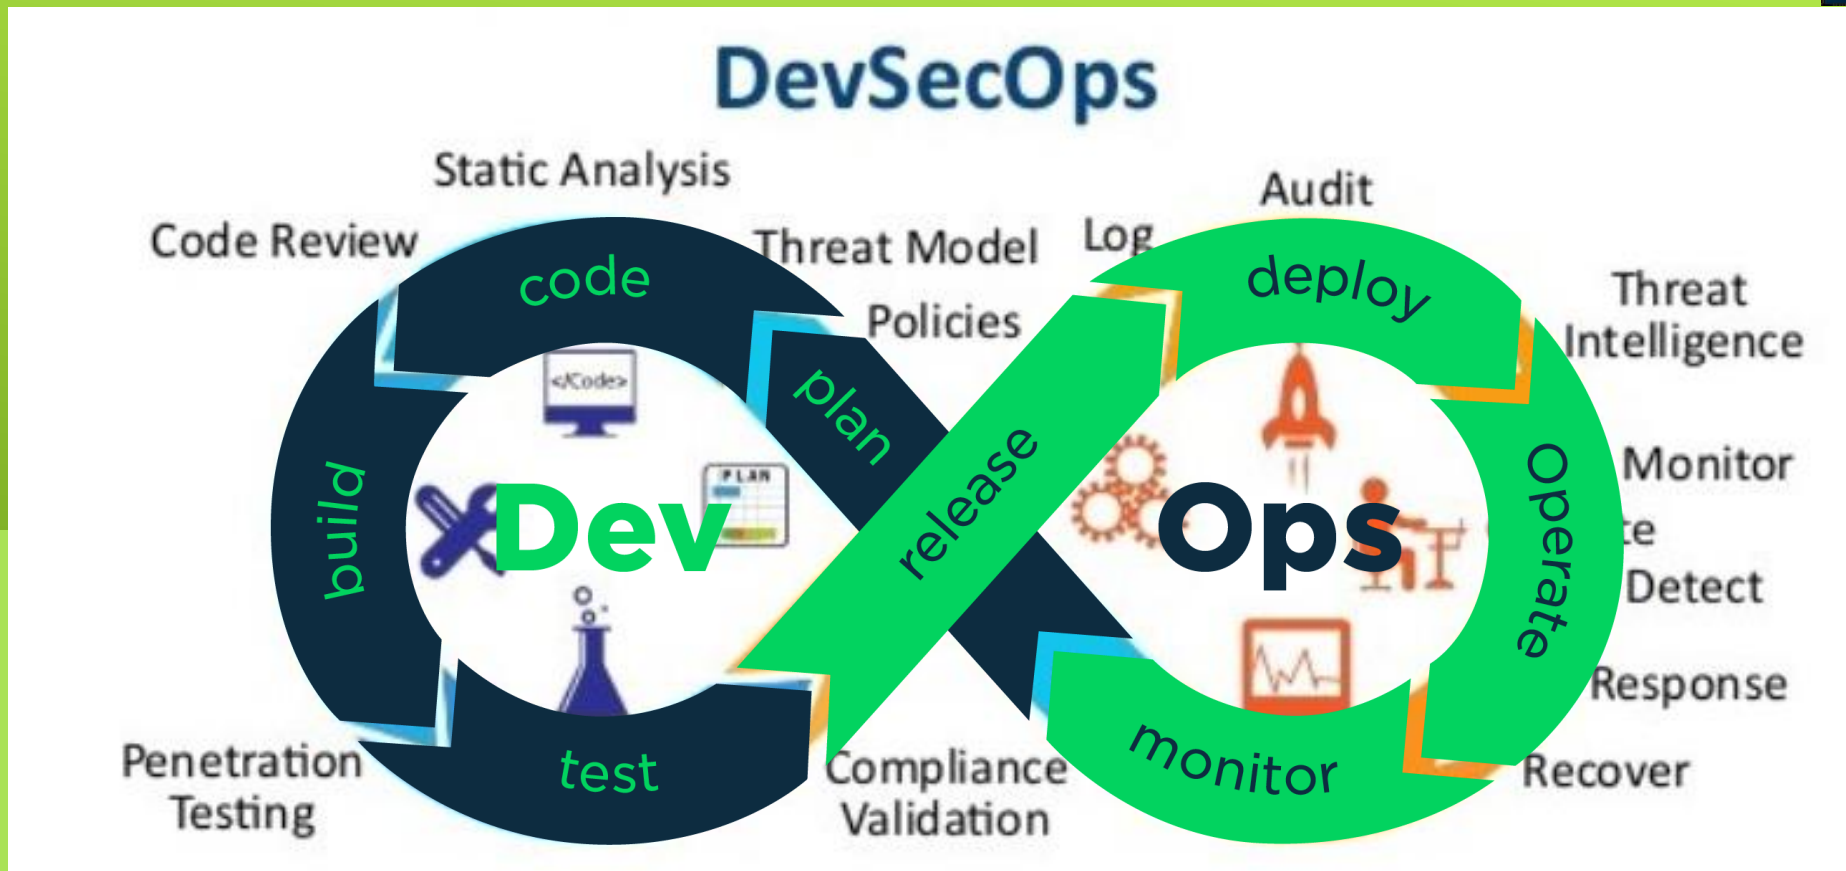 DevSecOps
Static Analysis
Audit
Code Review
Threat Model
Log
code
deploy
Threat
Intelligence
Policies
</Code>
plan
PLAN
release
build
Dev
Ops
Operate
Monitor
te
Detect
Response
test
monitor
Penetration
Testing
Compliance
Validation
Recover